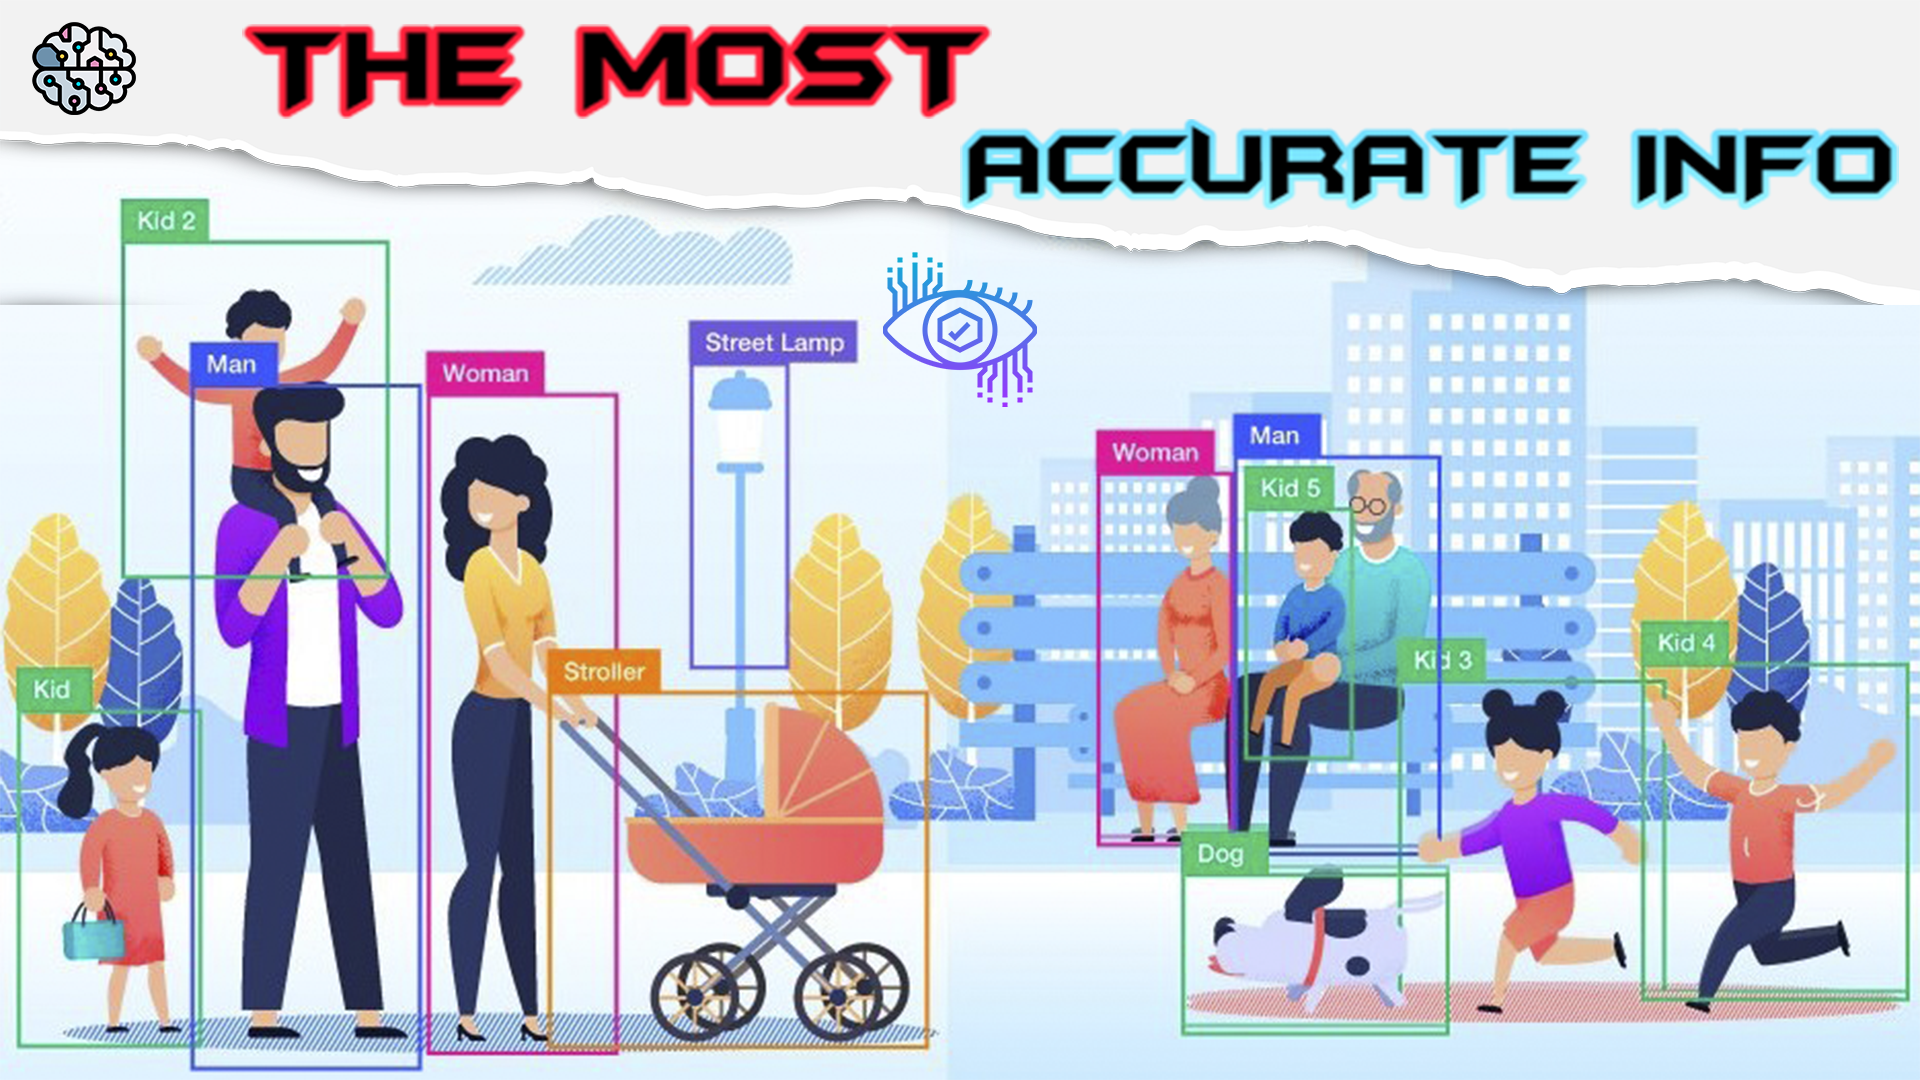 THE MOST
ACCURATE INFO
Kid 2
Man
Woman
Street Lamp
Stroller
Kid
Woman
Man
Kid 5
Kid 3
Kid 4
Dog